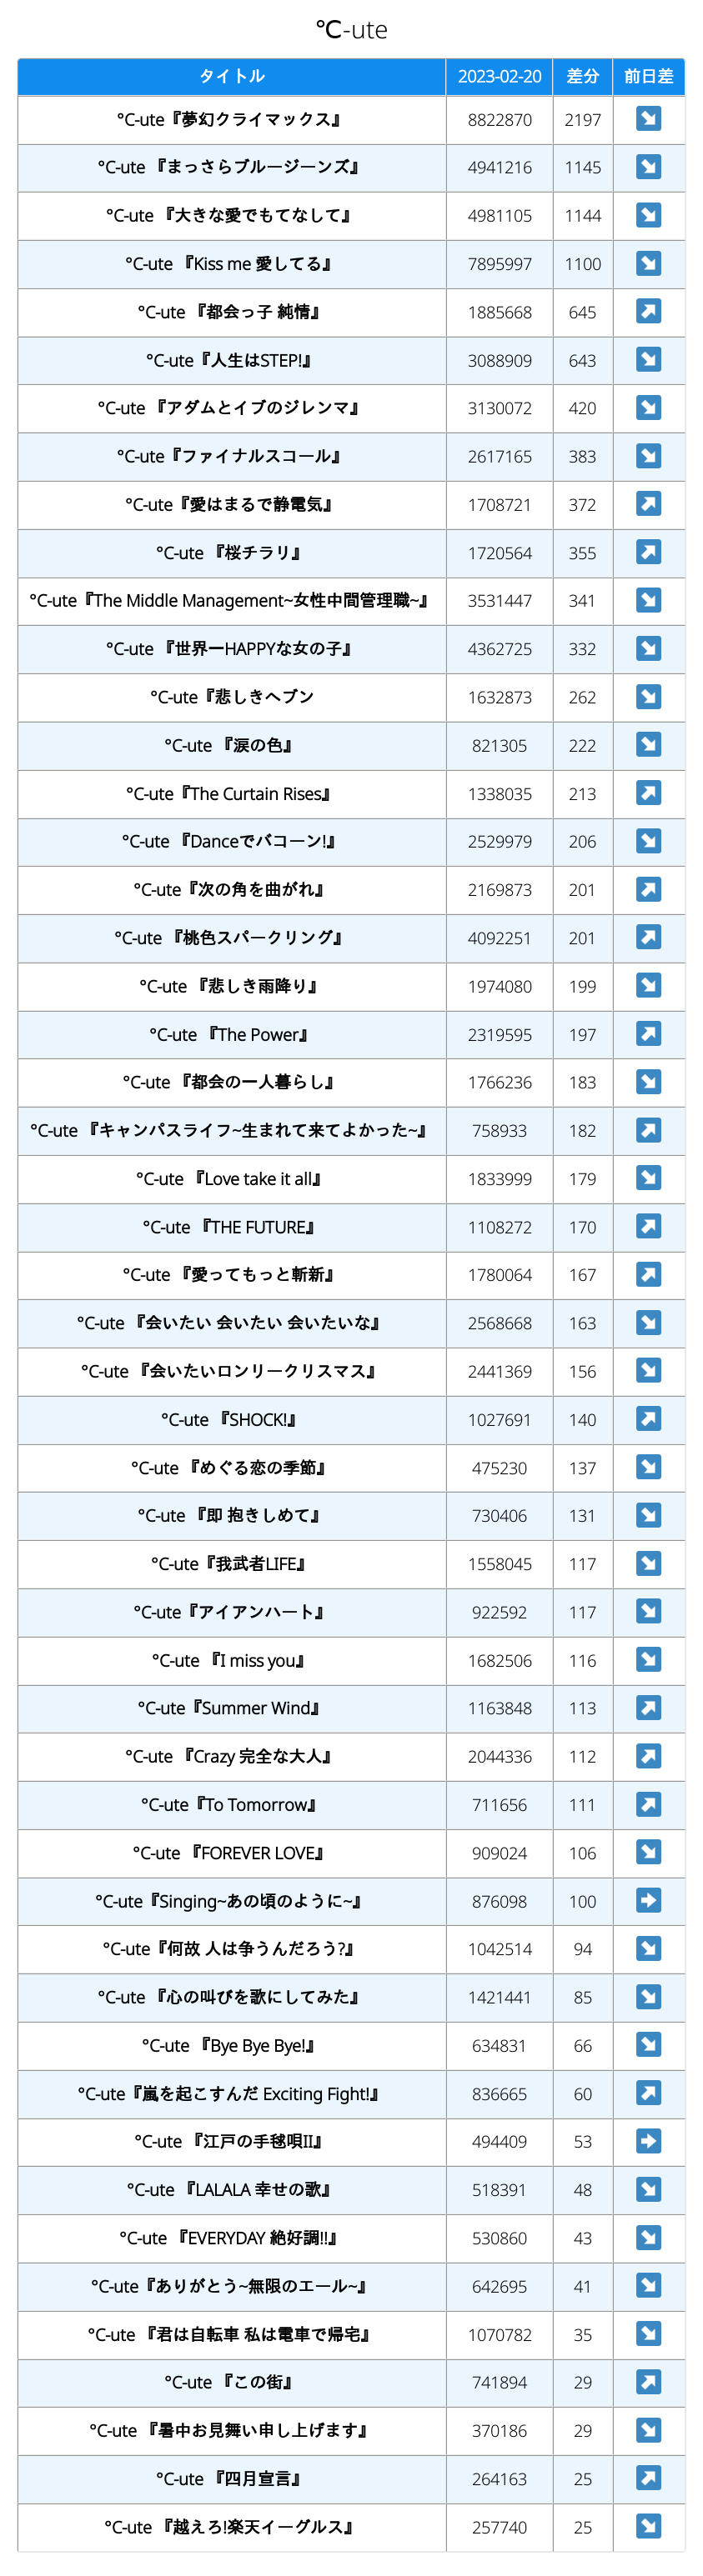 ℃-ute
タイトル 2023-02-20 差分 前日差
°C-ute『夢幻クライマックス』 8822870 2197 ↘
°C-ute 『まっさらブルージーンズ』 4941216 1145 ↘
°C-ute 『大きな愛でもてなして』 4981105 1144 ↘
°C-ute 『Kiss me 愛してる』 7895997 1100 ↘
°C-ute 『都会っ子 純情』 1885668 645 ↗
°C-ute『人生はSTEP!』 3088909 643 ↘
°C-ute 『アダムとイブのジレンマ』 3130072 420 ↘
°C-ute『ファイナルスコール』 2617165 383 ↘
°C-ute『愛はまるで静電気』 1708721 372 ↗
°C-ute 『桜チラリ』 1720564 355 ↗
°C-ute『The Middle Management~女性中間管理職~』 3531447 341 ↘
°C-ute 『世界一HAPPYな女の子』 4362725 332 ↘
°C-ute『悲しきヘブン 1632873 262 ↘
°C-ute 『涙の色』 821305 222 ↘
°C-ute『The Curtain Rises』 1338035 213 ↗
°C-ute 『Danceでバコーン!』 2529979 206 ↘
°C-ute『次の角を曲がれ』 2169873 201 ↗
°C-ute 『桃色スパークリング』 4092251 201 ↗
°C-ute 『悲しき雨降り』 1974080 199 ↘
°C-ute 『The Power』 2319595 197 ↗
°C-ute 『都会の一人暮らし』 1766236 183 ↘
°C-ute 『キャンパスライフ~生まれて来てよかった~』 758933 182 ↗
°C-ute 『Love take it all』 1833999 179 ↘
°C-ute 『THE FUTURE』 1108272 170 ↗
°C-ute 『愛ってもっと斬新』 1780064 167 ↗
°C-ute 『会いたい 会いたい 会いたいな』 2568668 163 ↘
°C-ute 『会いたいロンリークリスマス』 2441369 156 ↘
°C-ute 『SHOCK!』 1027691 140 ↗
°C-ute 『めぐる恋の季節』 475230 137 ↘
°C-ute 『即 抱きしめて』 730406 131 ↘
°C-ute『我武者LIFE』 1558045 117 ↘
°C-ute『アイアンハート』 922592 117 ↘
°C-ute 『I miss you』 1682506 116 ↘
°C-ute『Summer Wind』 1163848 113 ↗
°C-ute 『Crazy 完全な大人』 2044336 112 ↗
°C-ute『To Tomorrow』 711656 111 ↗
°C-ute 『FOREVER LOVE』 909024 106 ↘
°C-ute『Singing~あの頃のように~』 876098 100 ➡
°C-ute『何故 人は争うんだろう?』 1042514 94 ↘
°C-ute 『心の叫びを歌にしてみた』 1421441 85 ↘
°C-ute 『Bye Bye Bye!』 634831 66 ↘
°C-ute『嵐を起こすんだ Exciting Fight!』 836665 60 ↗
°C-ute 『江戸の手毬唄II』 494409 53 ➡
°C-ute 『LALALA 幸せの歌』 518391 48 ↘
°C-ute 『EVERYDAY 絶好調!!』 530860 43 ↘
°C-ute『ありがとう~無限のエール~』 642695 41 ↘
°C-ute 『君は自転車 私は電車で帰宅』 1070782 35 ↘
°C-ute 『この街』 741894 29 ↗
°C-ute 『暑中お見舞い申し上げます』 370186 29 ↘
°C-ute 『四月宣言』 264163 25 ↗
°C-ute 『越えろ!楽天イーグルス』 257740 25 ↘